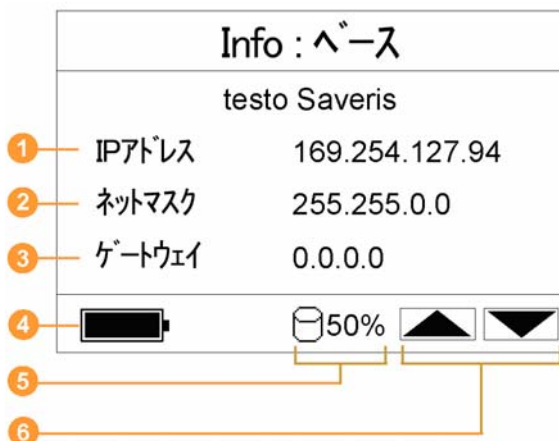 Info : ベース
testo Saveris
1 IPアドレス 169.254.127.94
2 ネットマスク 255.255.0.0
3 ゲートウェイ 0.0.0.0
4 50%
5
6